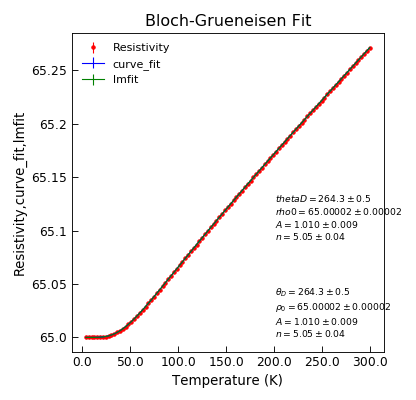 Bloch-Grueneisen Fit
Resistivity
curve_fit
lmfit
Resistivity,curve_fit,lmfit
65.25
65.2
65.15
65.1
65.05
65.0
thetaD = 264.3 ± 0.5
rho0 = 65.00002 ± 0.00002
A = 1.010 ± 0.009
n = 5.05 ± 0.04
θ_D = 264.3 ± 0.5
ρ_0 = 65.00002 ± 0.00002
A = 1.010 ± 0.009
n = 5.05 ± 0.04
0.0 50.0 100.0 150.0 200.0 250.0 300.0
Temperature (K)